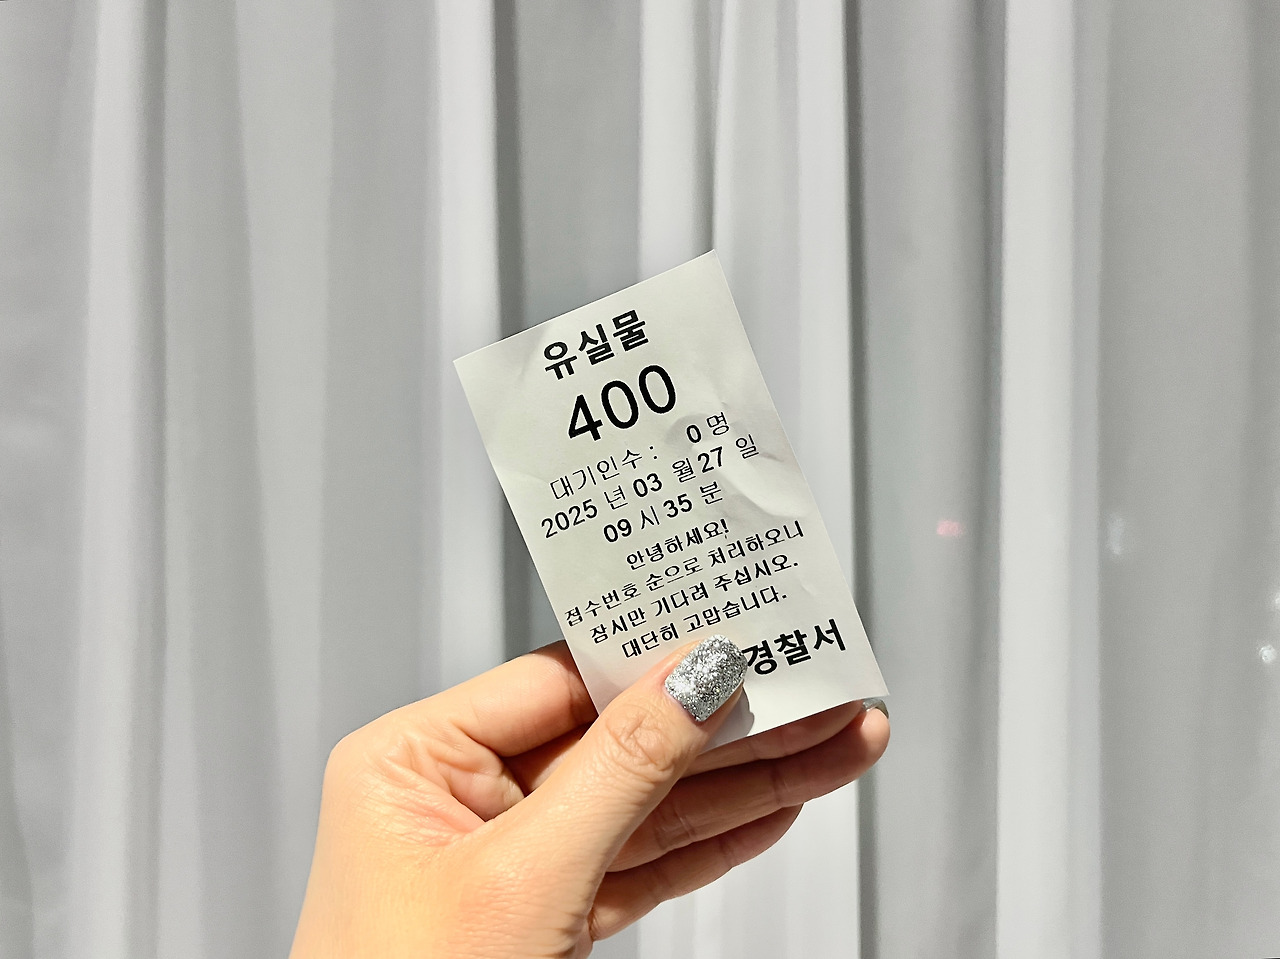 유실물
400
대기인수 : 0 명
2025 년 03 월 27 일
09 시 35 분
안녕하세요!
접수번호 순으로 처리하오니
잠시만 기다려 주십시오.
대단히 고맙습니다.
경찰서